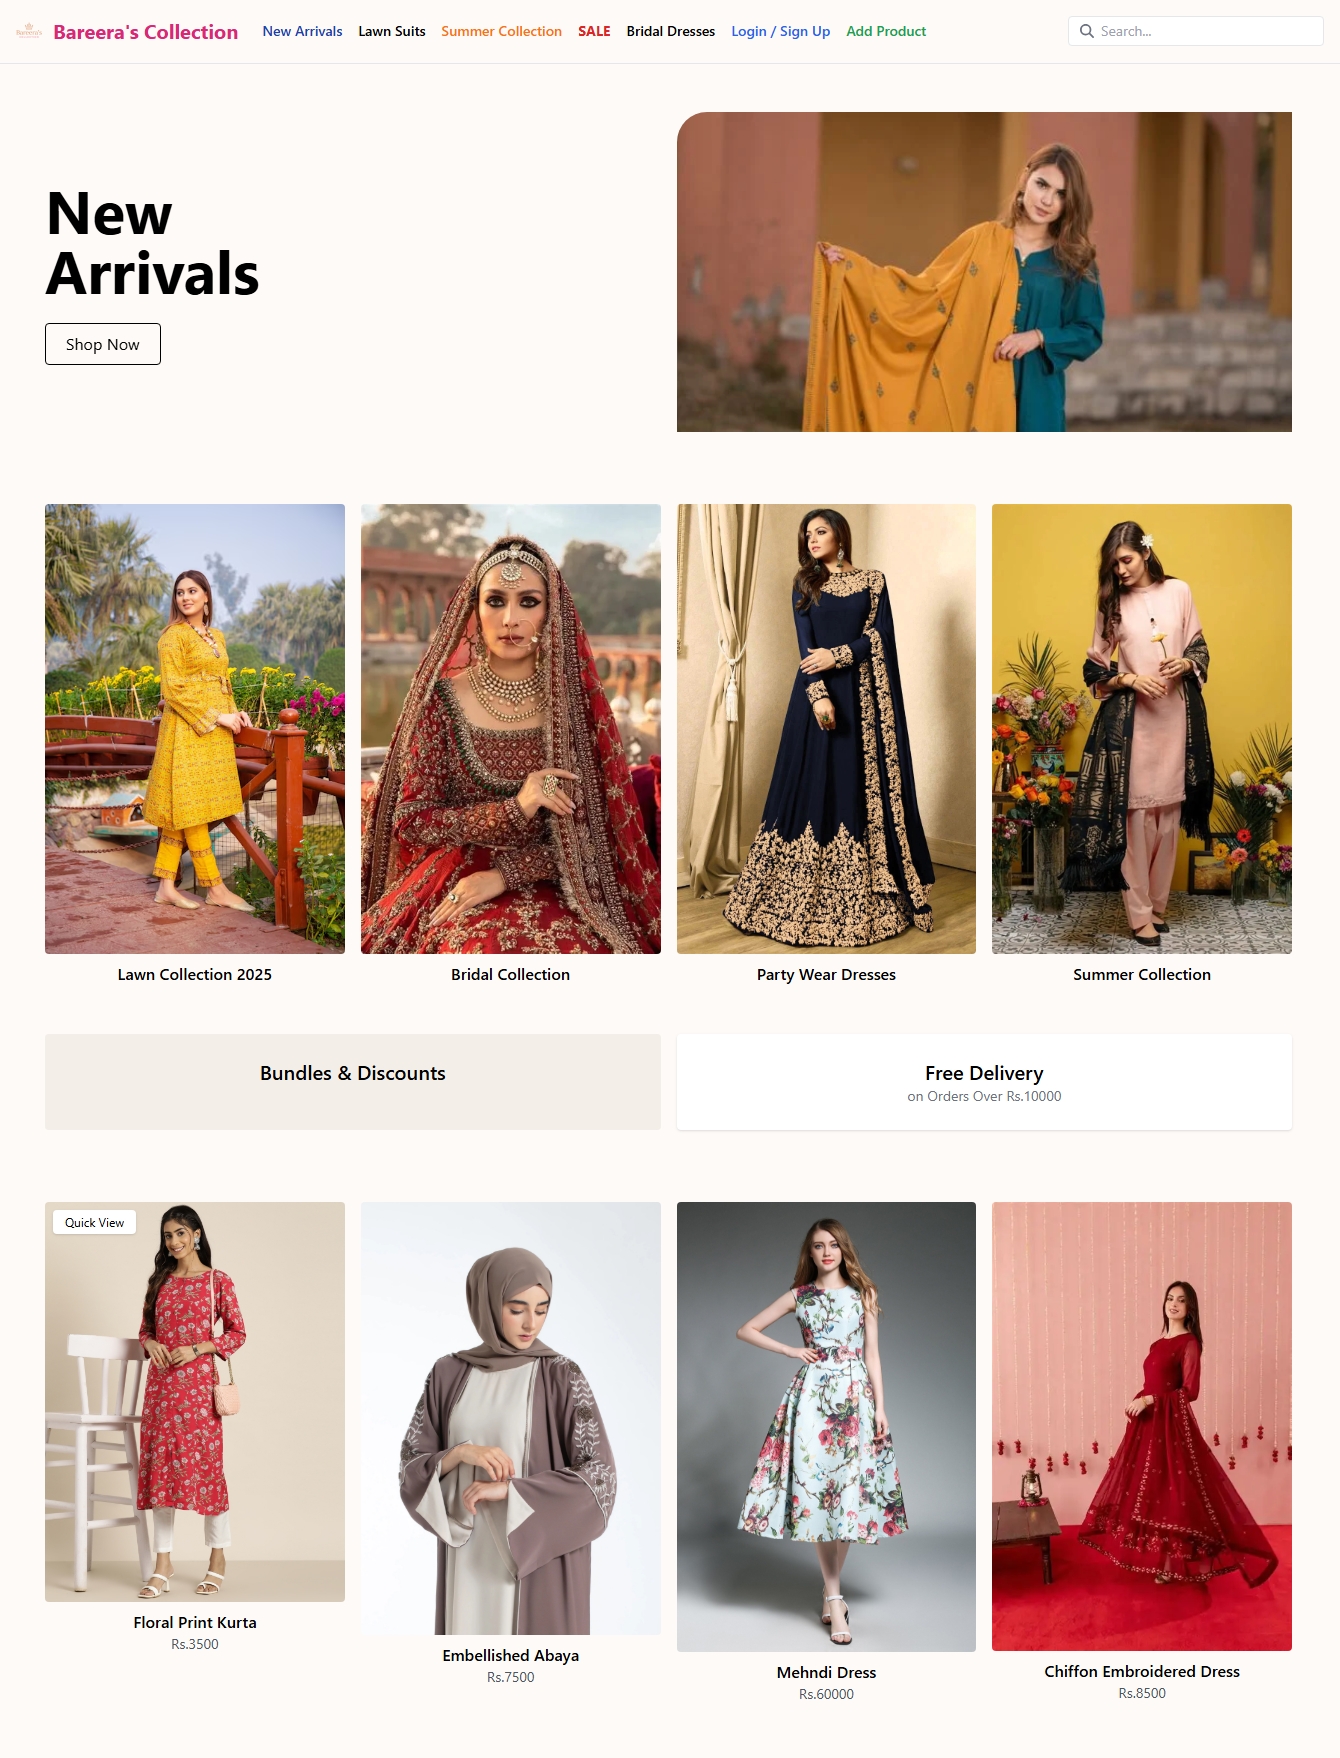 Bareera's
Bareera's Collection
New Arrivals
Lawn Suits
Summer Collection
SALE
Bridal Dresses
Login / Sign Up
Add Product
Search...
New
Arrivals
Shop Now
Lawn Collection 2025
Bridal Collection
Party Wear Dresses
Summer Collection
Bundles & Discounts
Free Delivery
on Orders Over Rs.10000
Quick View
Floral Print Kurta
Rs.3500
Embellished Abaya
Rs.7500
Mehndi Dress
Rs.60000
Chiffon Embroidered Dress
Rs.8500